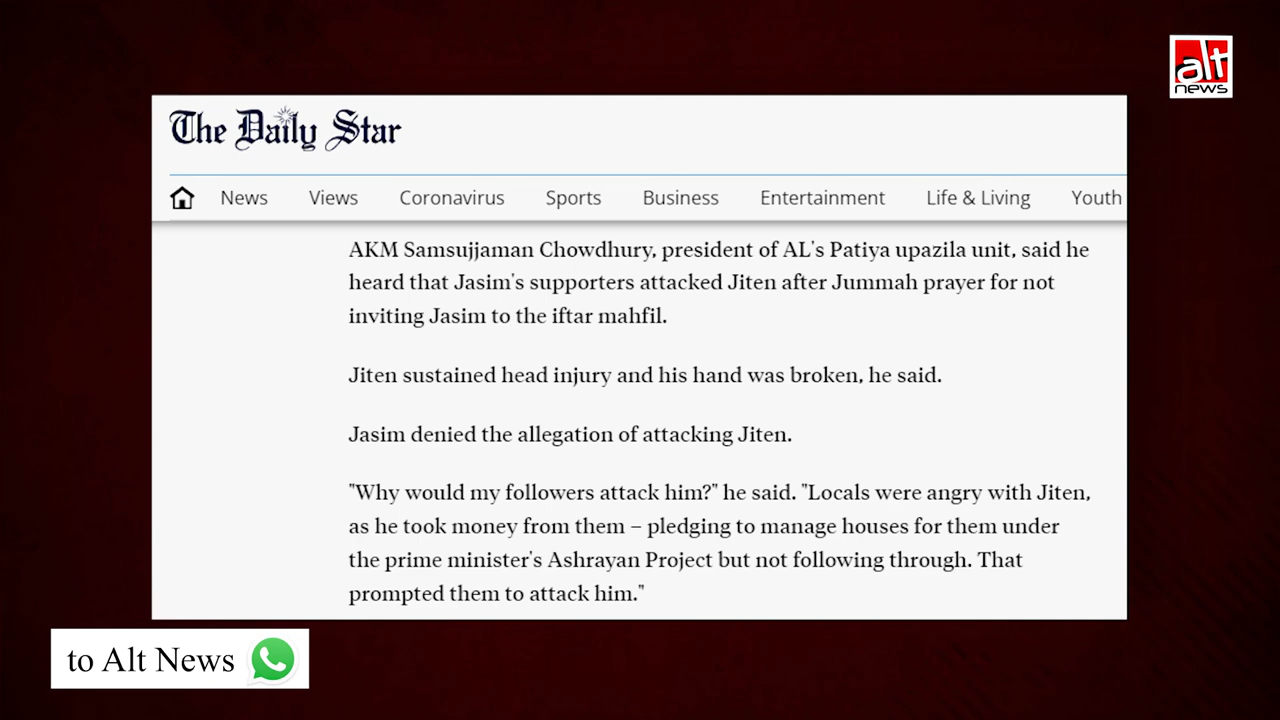 alt
news
The Daily Star
News Views Coronavirus Sports Business Entertainment Life & Living Youth
AKM Samsujjaman Chowdhury, president of AL's Patiya upazila unit, said he
heard that Jasim's supporters attacked Jiten after Jummah prayer for not
inviting Jasim to the iftar mahfil.
Jiten sustained head injury and his hand was broken, he said.
Jasim denied the allegation of attacking Jiten.
"Why would my followers attack him?" he said. "Locals were angry with Jiten,
as he took money from them – pledging to manage houses for them under
the prime minister's Ashrayan Project but not following through. That
prompted them to attack him."
to Alt News